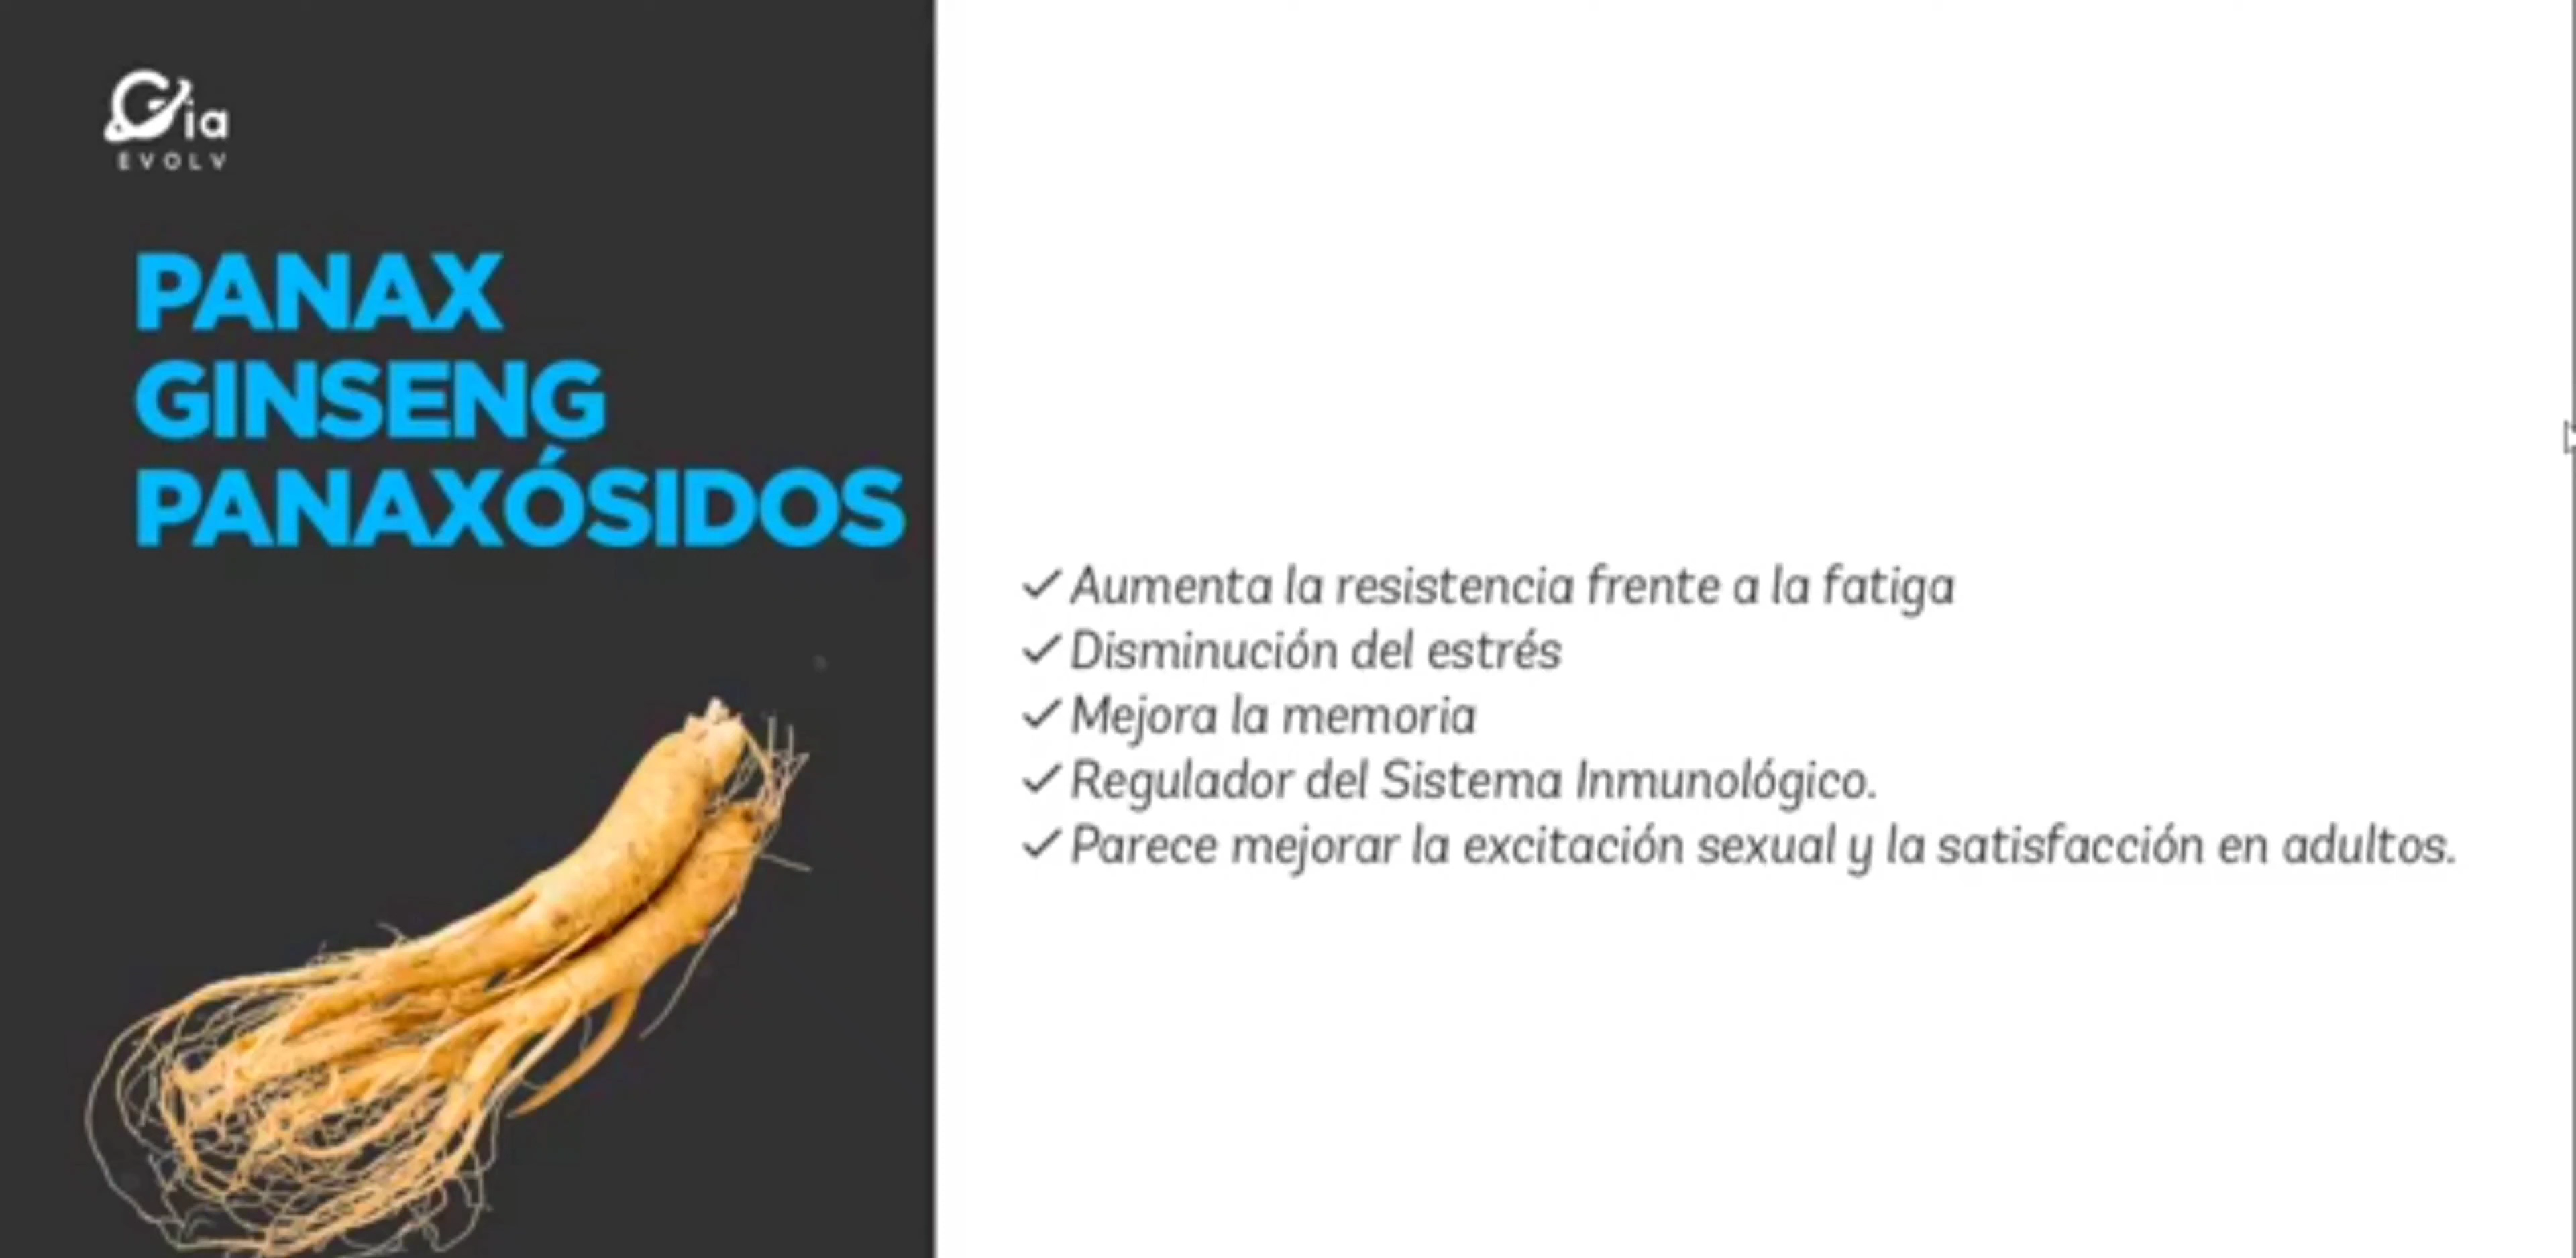 Gia
EVOLV
PANAX
GINSENG
PANAXÓSIDOS
✓ Aumenta la resistencia frente a la fatiga
✓ Disminución del estrés
✓ Mejora la memoria
✓ Regulador del Sistema Inmunológico.
✓ Parece mejorar la excitación sexual y la satisfacción en adultos.